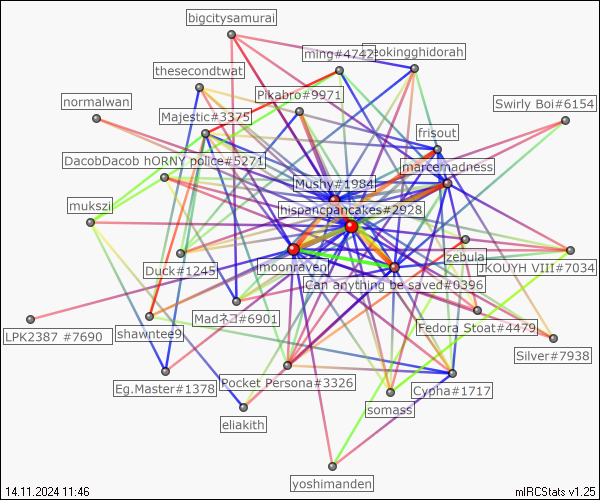 bigcitysamurai
ming#4742
eokingghidorah
thesecondtwat
Pikabro#9971
normalwan
Swirly Boi#6154
Majestic#3375
frisout
DacobDacob hORNY police#5271
marcernadness
Mushy#1984
mukszi
hispancpancakes#2928
zebula
Duck#1245
moonraven
JKOUYH VIII#7034
Can anything be saved#0396
Madネコ#6901
Fedora Stoat#4479
LPK2387 #7690
shawntee9
Silver#7938
Eg.Master#1378
Pocket Persona#3326
Cypha#1717
somass
eliakith
yoshimanden
14.11.2024 11:46
mIRCStats v1.25